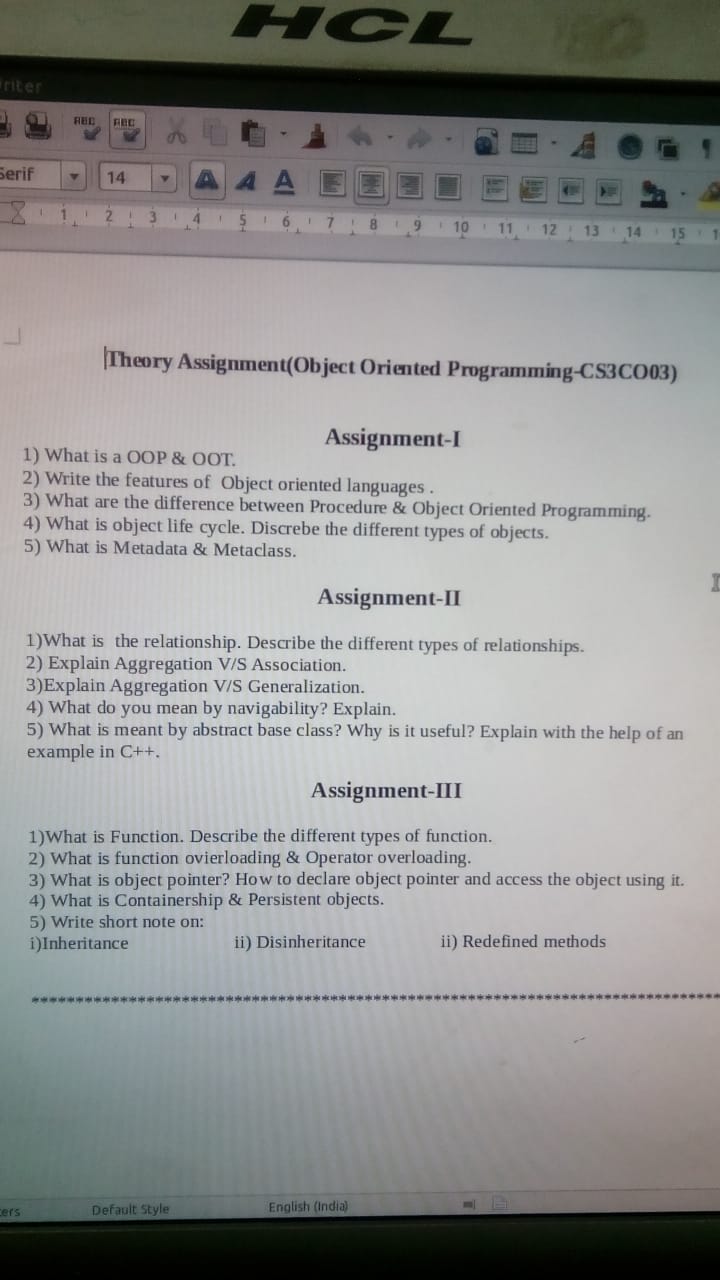 HCL
riter
ABC ABC
Serif 14
1 2 3 4 5 6 7 8 9 10 11 12 13 14 15 1
Theory Assignment(Object Oriented Programming-CS3CO03)
Assignment-I
1) What is a OOP & OOT.
2) Write the features of Object oriented languages .
3) What are the difference between Procedure & Object Oriented Programming.
4) What is object life cycle. Discrebe the different types of objects.
5) What is Metadata & Metaclass.
Assignment-II
1)What is the relationship. Describe the different types of relationships.
2) Explain Aggregation V/S Association.
3)Explain Aggregation V/S Generalization.
4) What do you mean by navigability? Explain.
5) What is meant by abstract base class? Why is it useful? Explain with the help of an
example in C++.
Assignment-III
1)What is Function. Describe the different types of function.
2) What is function ovierloading & Operator overloading.
3) What is object pointer? How to declare object pointer and access the object using it.
4) What is Containership & Persistent objects.
5) Write short note on:
i)Inheritance ii) Disinheritance ii) Redefined methods
ers Default Style English (India)